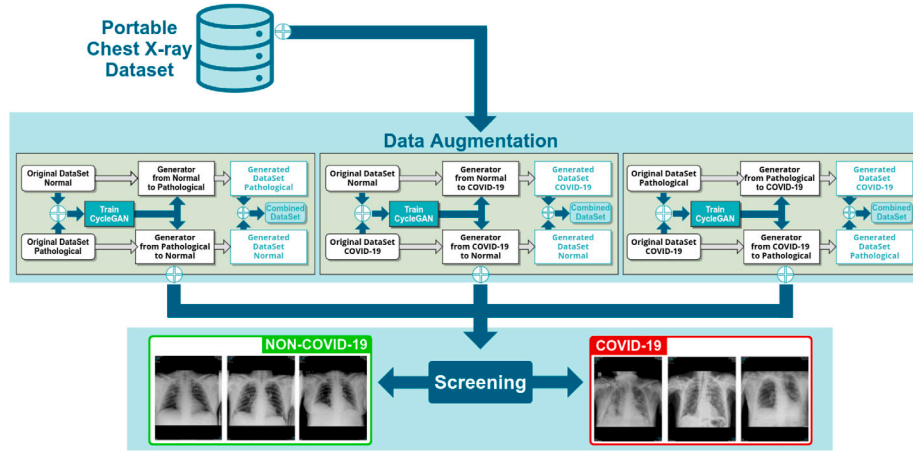 Portable
Chest X-ray
Dataset
Data Augmentation
Original DataSet
Normal
Generator
from Normal
to Pathological
Generated
DataSet
Pathological
Train
CycleGAN
Combined
DataSet
Original DataSet
Pathological
Generator
from Pathological
to Normal
Generated
DataSet
Normal
Original DataSet
Normal
Generator
from Normal
to COVID-19
Generated
DataSet
COVID-19
Train
CycleGAN
Combined
DataSet
Original DataSet
COVID-19
Generator
from COVID-19
to Normal
Generated
DataSet
Normal
Original DataSet
Pathological
Generator
from Pathological
to COVID-19
Generated
DataSet
COVID-19
Train
CycleGAN
Combined
DataSet
Original DataSet
COVID-19
Generator
from COVID-19
to Pathological
Generated
DataSet
Pathological
NON-COVID-19
Screening
COVID-19